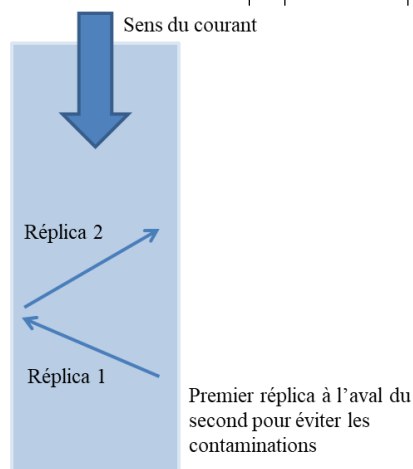 Sens du courant
Réplica 2
Réplica 1
Premier réplica à l’aval du
second pour éviter les
contaminations